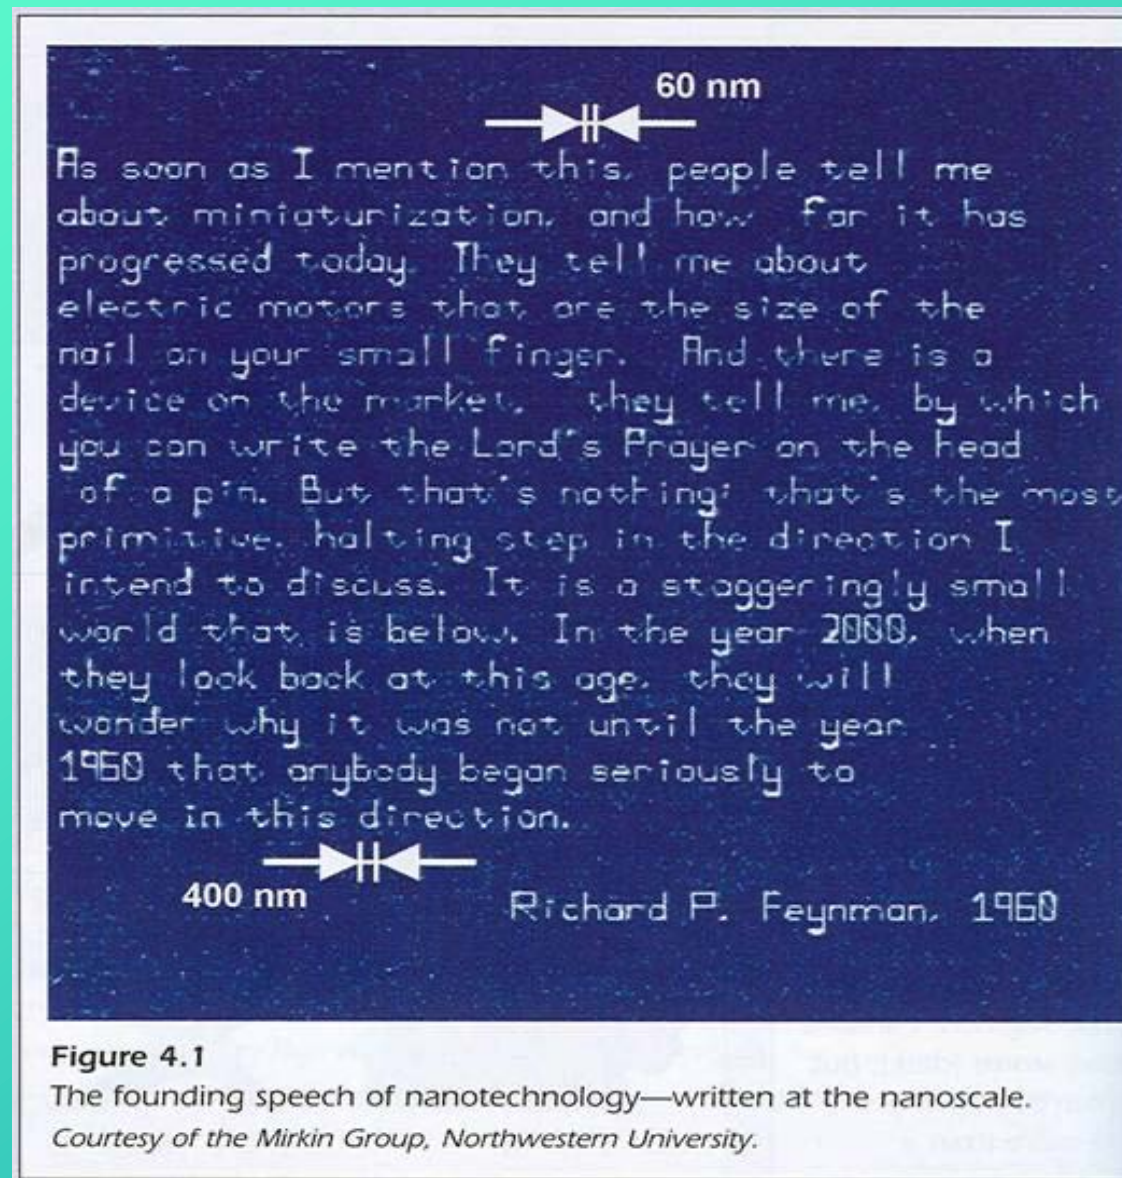 60 nm
As soon as I mention this, people tell me
about miniaturization, and how far it has
progressed today. They tell me about
electric motors that are the size of the
nail on your small finger. And there is a
device on the market, they tell me, by which
you can write the Lord's Prayer on the head
of a pin. But that's nothing; that's the most
primitive, halting step in the direction I
intend to discuss. It is a staggeringly small
world that is below. In the year 2000, when
they look back at this age, they will
wonder why it was not until the year
1960 that anybody began seriously to
move in this direction.
400 nm
Richard P. Feynman, 1960
Figure 4.1
The founding speech of nanotechnology—written at the nanoscale.
Courtesy of the Mirkin Group, Northwestern University.